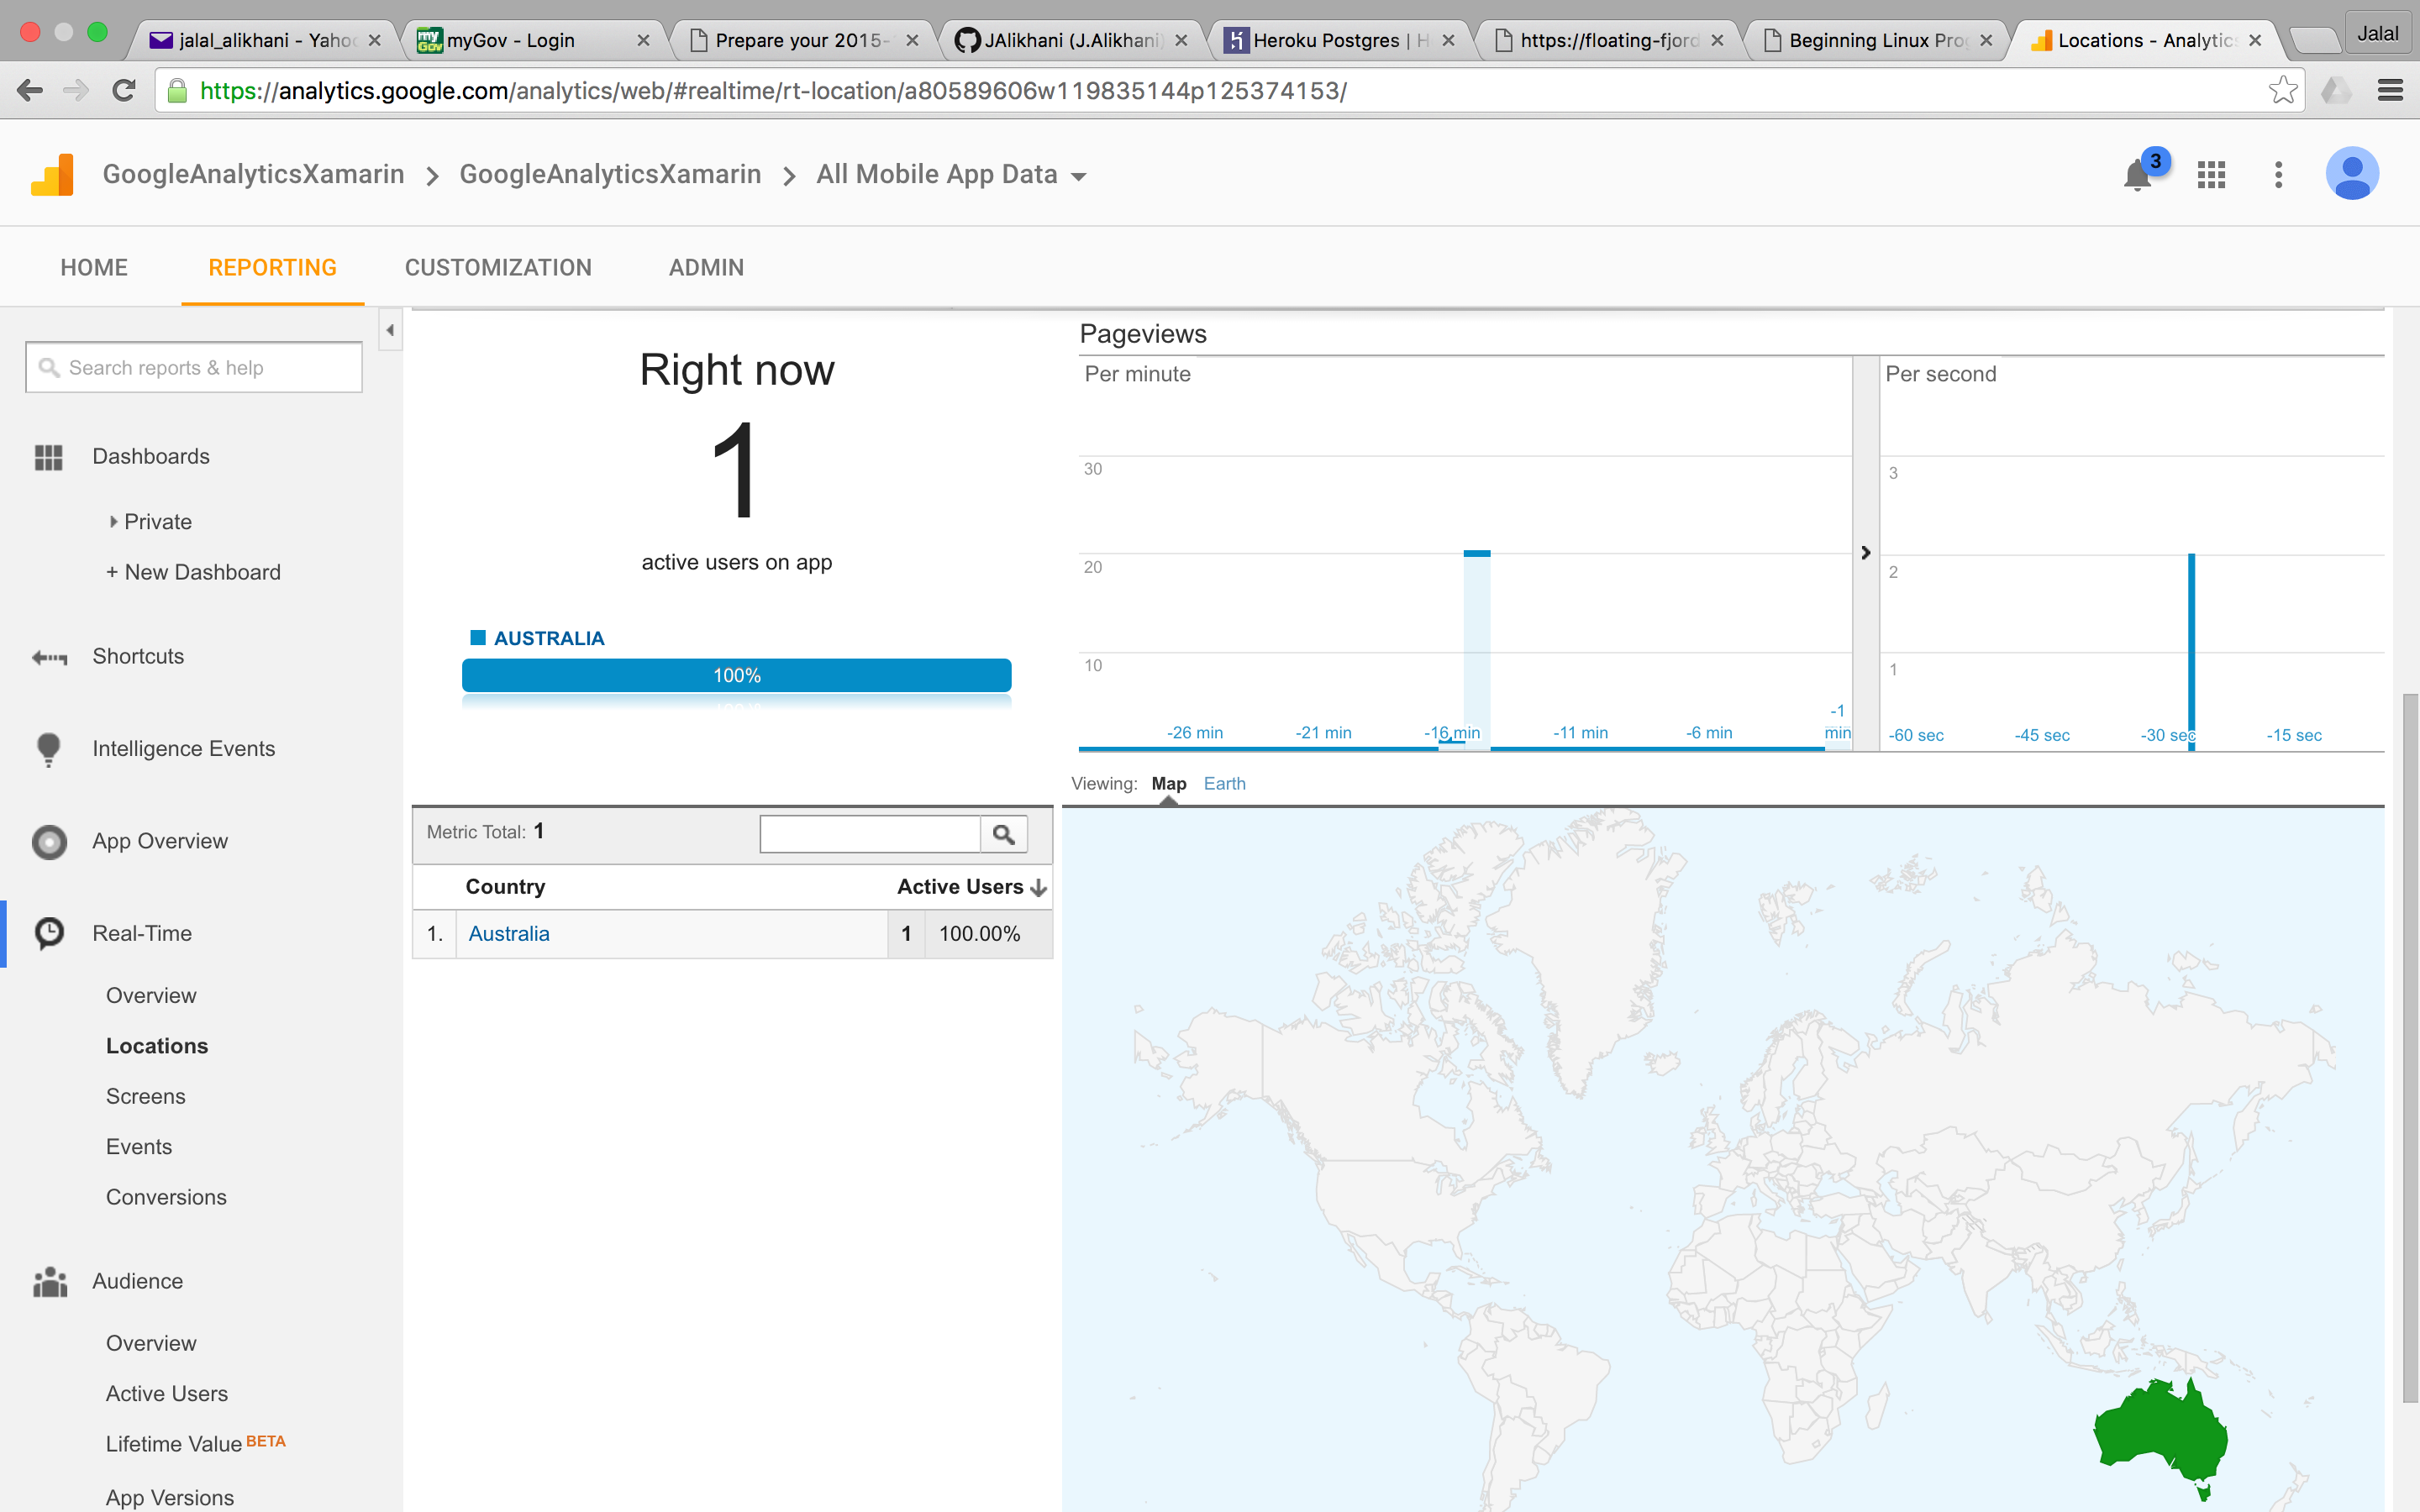 jalal_alikhani - Yahoo
myGov - Login
Prepare your 2015-
JAlikhani (J.Alikhani)
Heroku Postgres | H
https://floating-fjord
Beginning Linux Prog
Locations - Analytics
Jalal
https://analytics.google.com/analytics/web/#realtime/rt-location/a80589606w119835144p125374153/
GoogleAnalyticsXamarin > GoogleAnalyticsXamarin > All Mobile App Data
3
HOME
REPORTING
CUSTOMIZATION
ADMIN
Search reports & help
Dashboards
Private
+ New Dashboard
Shortcuts
Intelligence Events
App Overview
Real-Time
Overview
Locations
Screens
Events
Conversions
Audience
Overview
Active Users
Lifetime Value BETA
App Versions
Right now
1
active users on app
AUSTRALIA
100%
Pageviews
Per minute
30
20
10
-26 min
-21 min
-16 min
-11 min
-6 min
-1 min
Per second
3
2
1
-60 sec
-45 sec
-30 sec
-15 sec
Viewing: Map Earth
Metric Total: 1
Country Active Users
1. Australia 1 100.00%